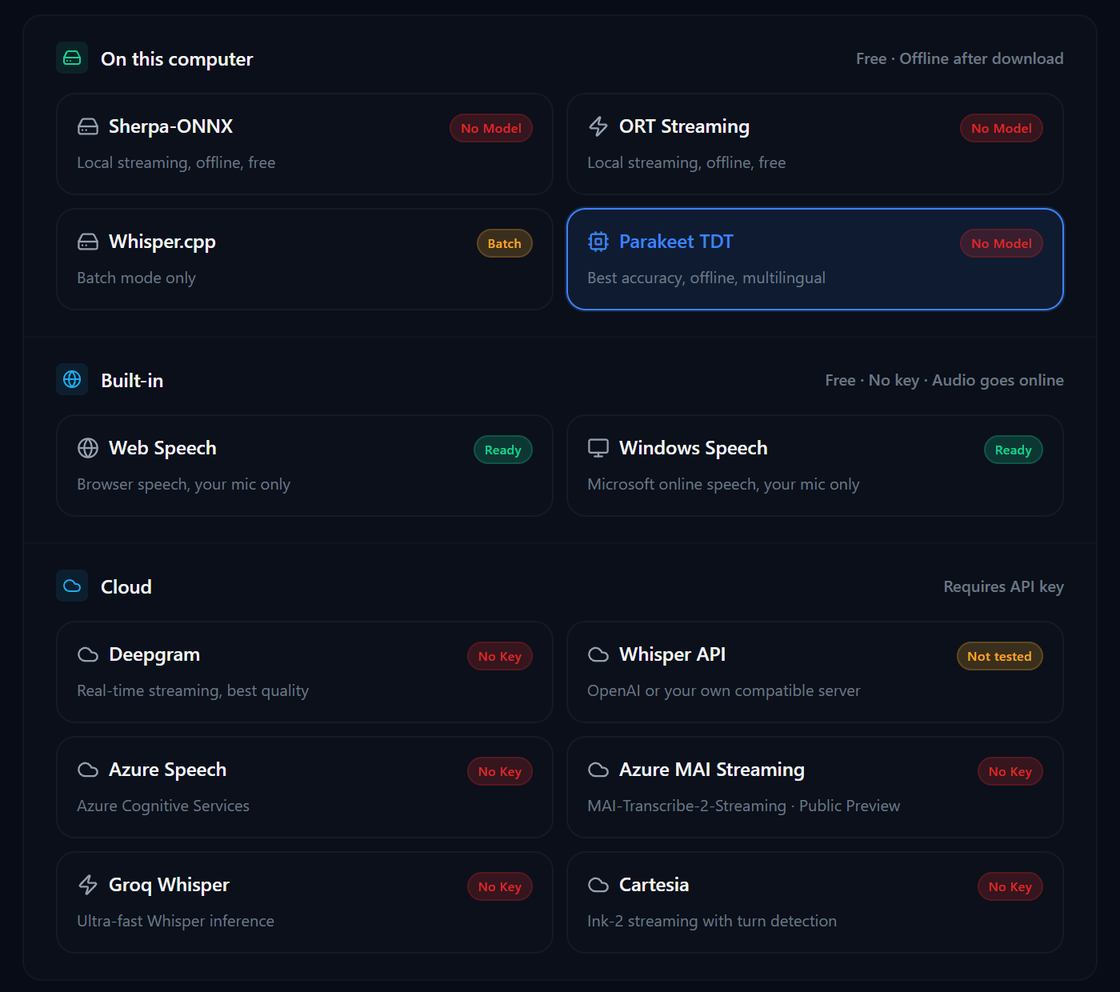 On this computer
Free · Offline after download
Sherpa-ONNX
No Model
Local streaming, offline, free
ORT Streaming
No Model
Local streaming, offline, free
Whisper.cpp
Batch
Batch mode only
Parakeet TDT
No Model
Best accuracy, offline, multilingual
Built-in
Free · No key · Audio goes online
Web Speech
Ready
Browser speech, your mic only
Windows Speech
Ready
Microsoft online speech, your mic only
Cloud
Requires API key
Deepgram
No Key
Real-time streaming, best quality
Whisper API
Not tested
OpenAI or your own compatible server
Azure Speech
No Key
Azure Cognitive Services
Azure MAI Streaming
No Key
MAI-Transcribe-2-Streaming · Public Preview
Groq Whisper
No Key
Ultra-fast Whisper inference
Cartesia
No Key
Ink-2 streaming with turn detection